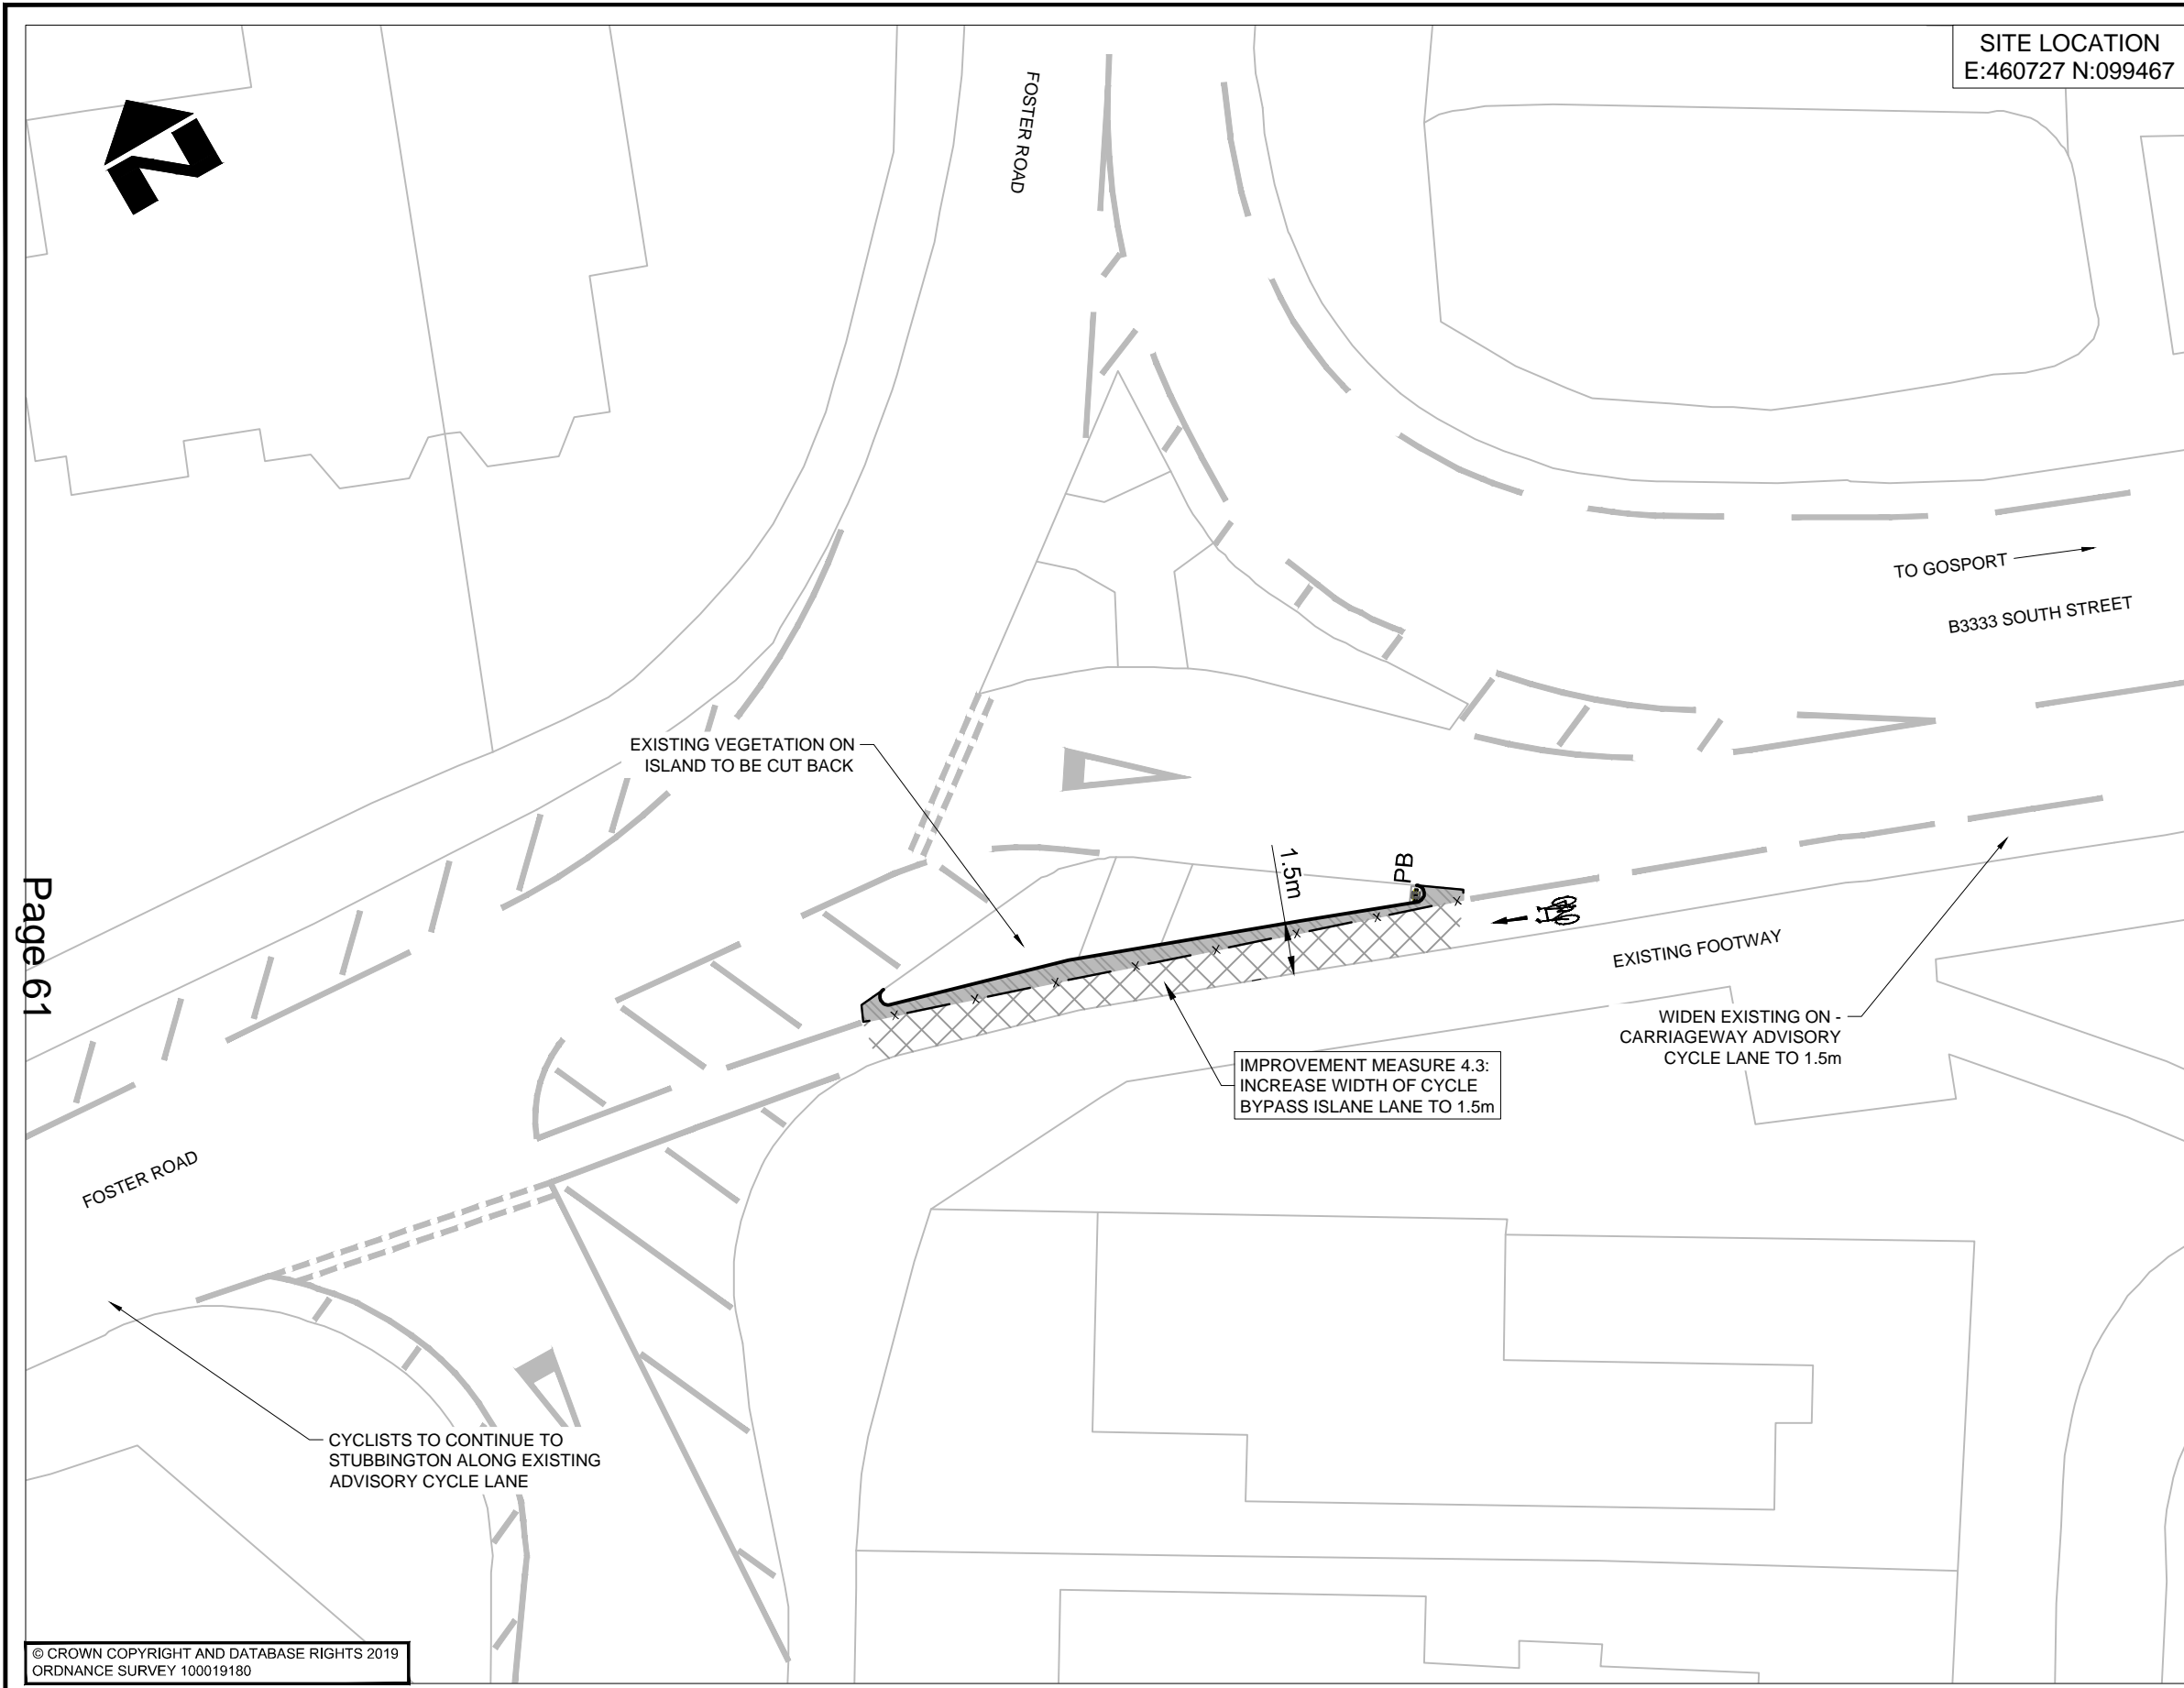 SITE LOCATION
E:460727 N:099467
N
FOSTER ROAD
TO GOSPORT
B3333 SOUTH STREET
EXISTING VEGETATION ON
ISLAND TO BE CUT BACK
1.5m
PB
EXISTING FOOTWAY
WIDEN EXISTING ON -
CARRIAGEWAY ADVISORY
CYCLE LANE TO 1.5m
IMPROVEMENT MEASURE 4.3:
INCREASE WIDTH OF CYCLE
BYPASS ISLANE LANE TO 1.5m
Page 61
FOSTER ROAD
CYCLISTS TO CONTINUE TO
STUBBINGTON ALONG EXISTING
ADVISORY CYCLE LANE
© CROWN COPYRIGHT AND DATABASE RIGHTS 2019
ORDNANCE SURVEY 100019180